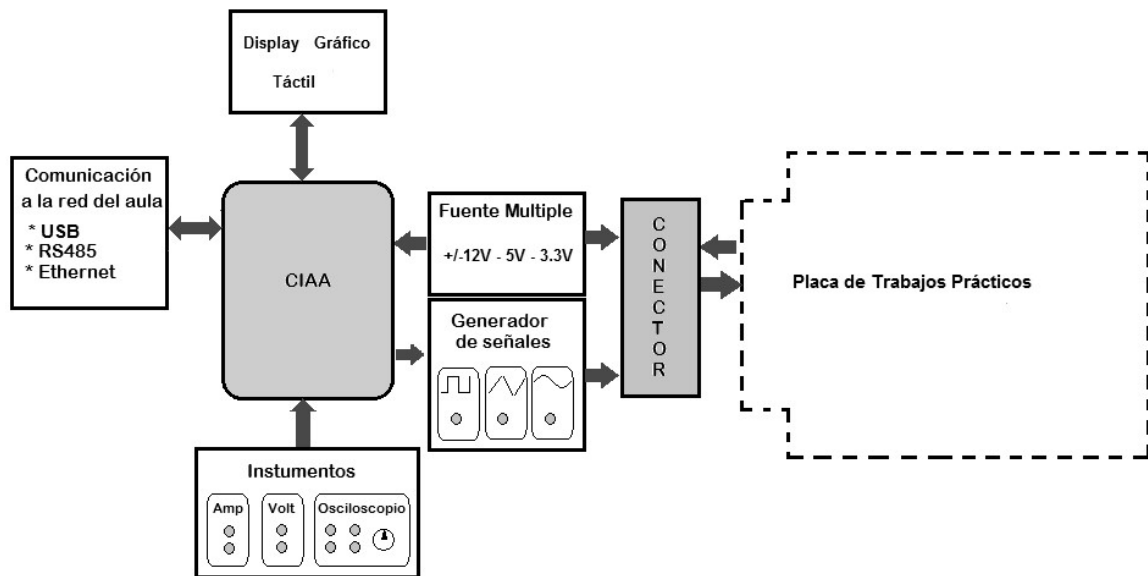 Display Gráfico
Táctil
Comunicación
a la red del aula
* USB
* RS485
* Ethernet
CIAA
Fuente Multiple
+/-12V - 5V - 3.3V
Generador
de señales
CONECTOR
Placa de Trabajos Prácticos
Instumentos
Amp
Volt
Osciloscopio